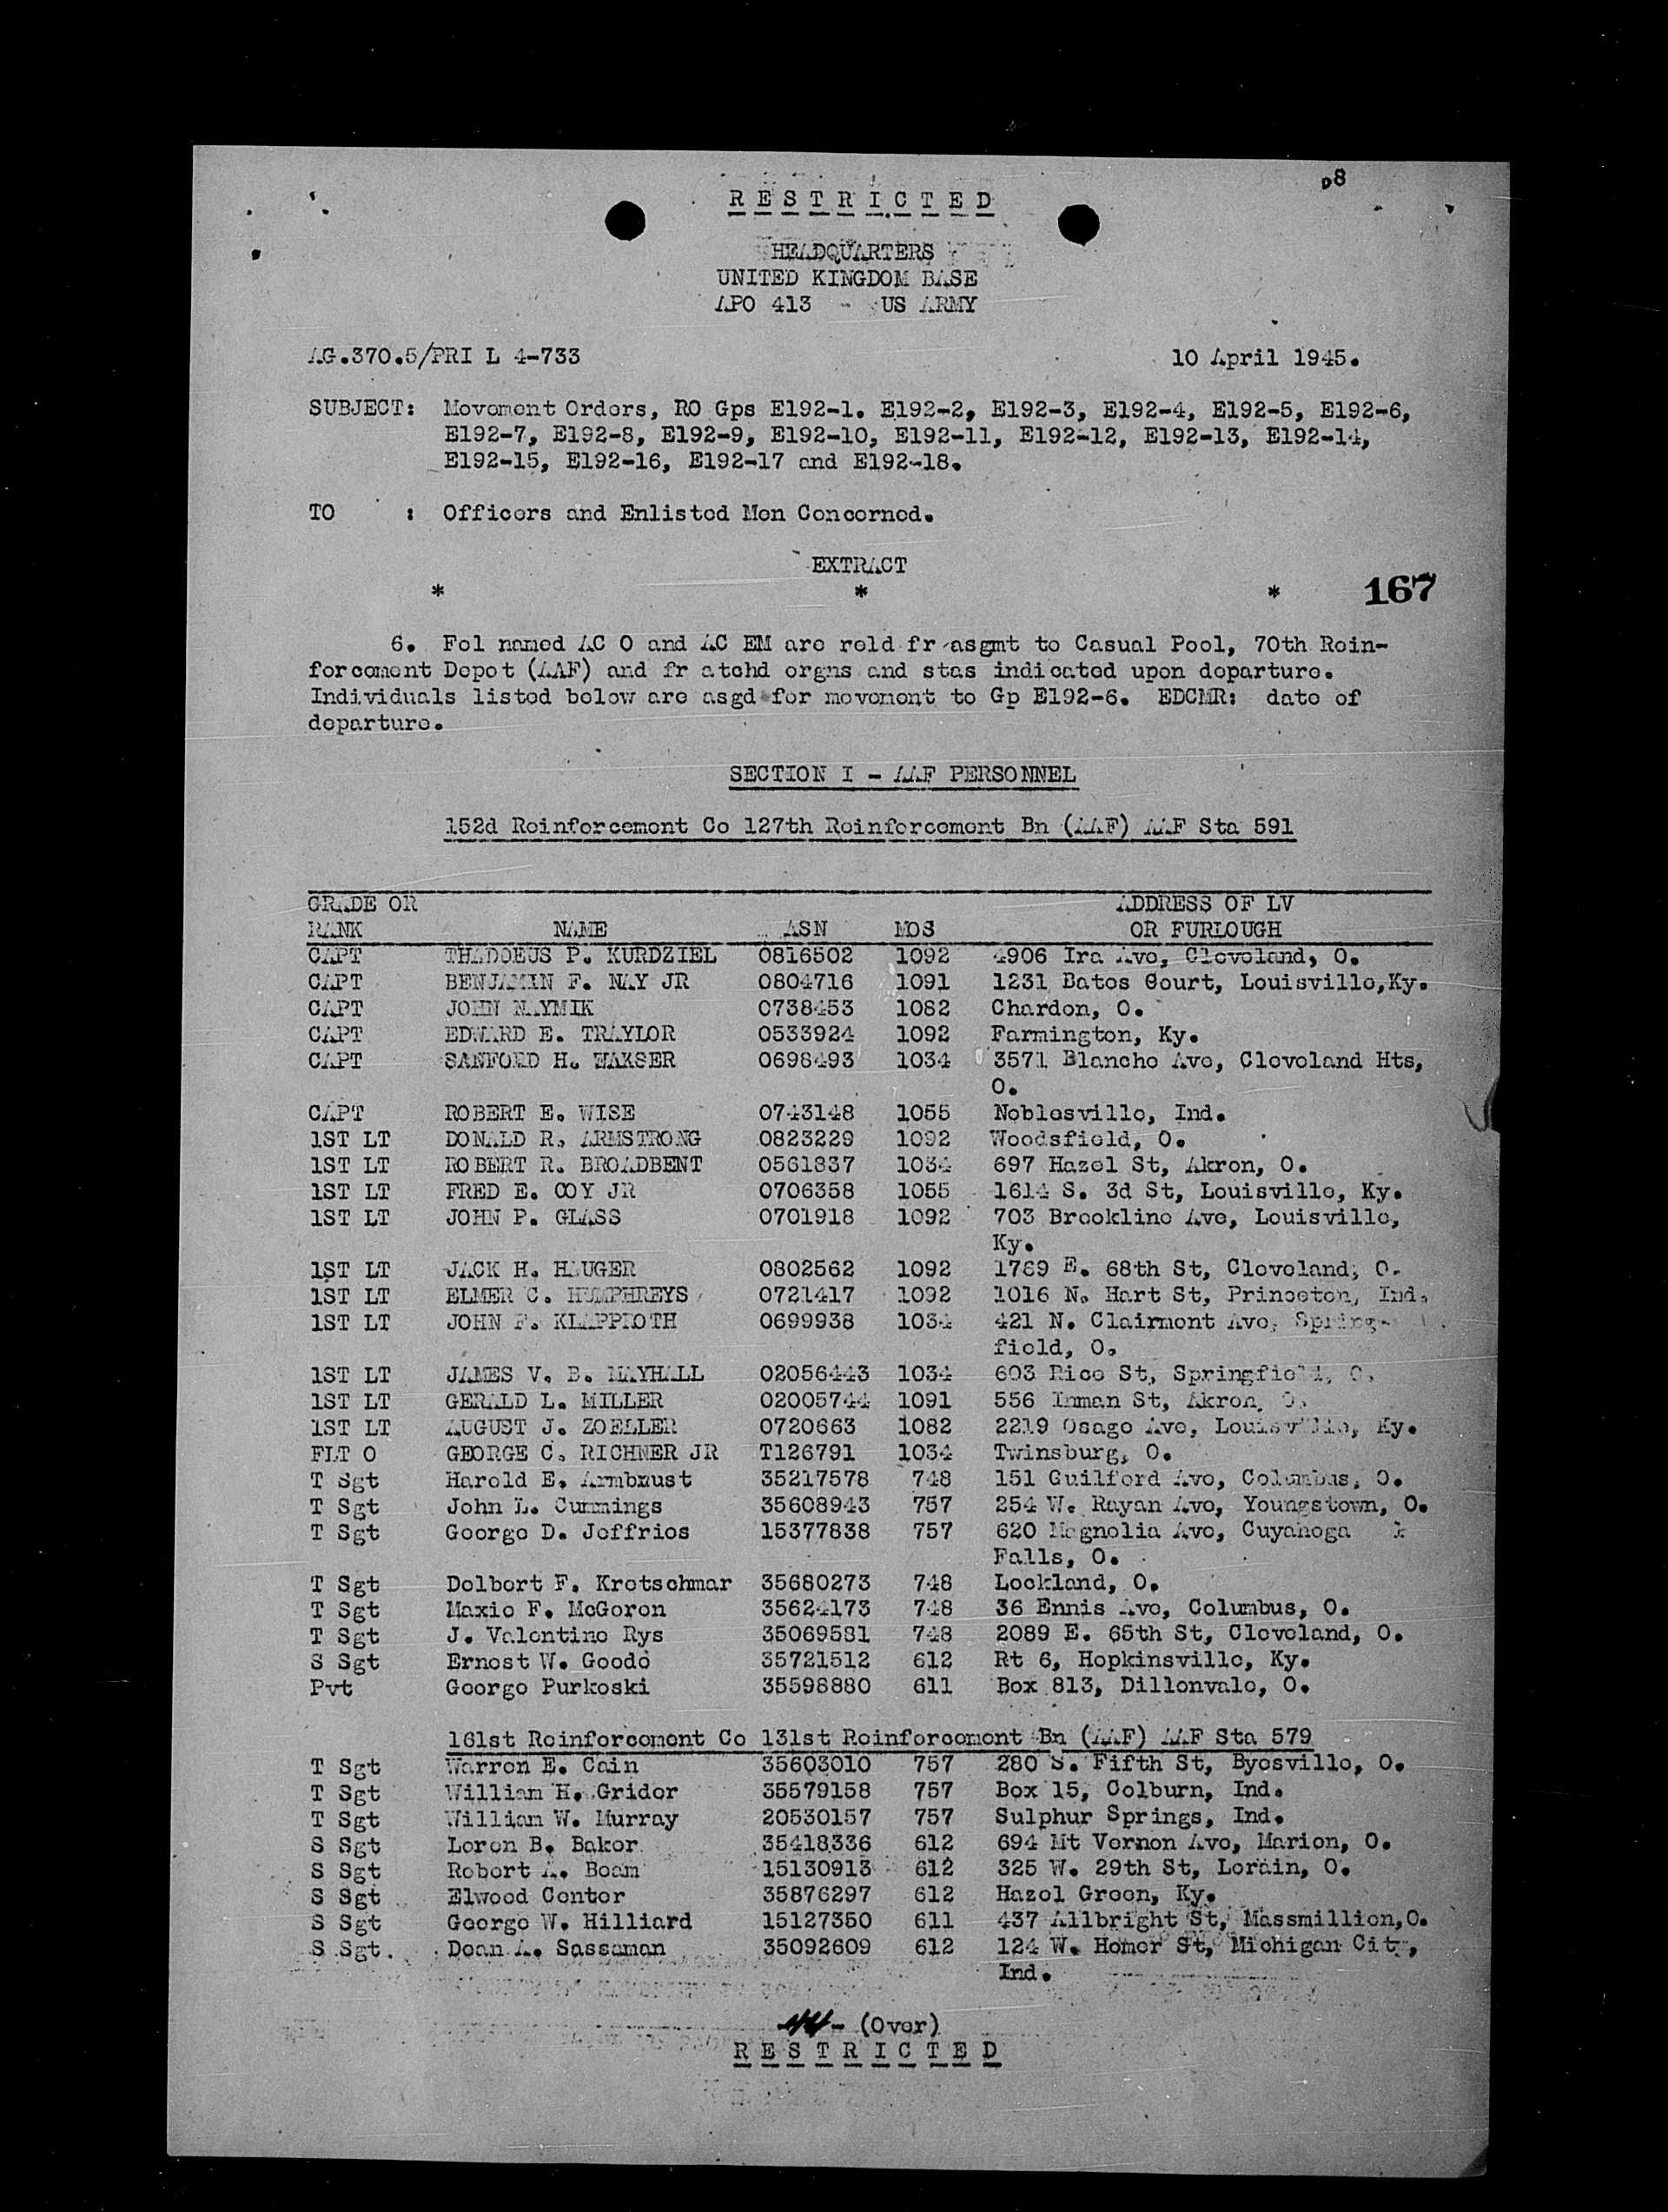 08
RESTRICTED
HEADQUARTERS
UNITED KINGDOM BASE
APO 413 - US ARMY
AG.370.5/PRI L 4-733 10 April 1945.
SUBJECT: Movement Orders, RO Gps E192-1. E192-2, E192-3, E192-4, E192-5, E192-6,
E192-7, E192-8, E192-9, E192-10, E192-11, E192-12, E192-13, E192-14,
E192-15, E192-16, E192-17 and E192-18.
TO : Officers and Enlisted Men Concerned.
EXTRACT
* * * 167
6. Fol named AC O and AC EM are reld fr asgmt to Casual Pool, 70th Rein-
forcement Depot (AAF) and fr atchd orgns and stas indicated upon departure.
Individuals listed below are asgd for movement to Gp E192-6. EDCMR: date of
departure.
SECTION I - AAF PERSONNEL
152d Reinforcement Co 127th Reinforcement Bn (AAF) AAF Sta 591
GRADE OR ADDRESS OF LV
RANK NAME ASN MOS OR FURLOUGH
CAPT THADDEUS P. KURDZIEL 0816502 1092 4906 Ira Ave, Cleveland, O.
CAPT BENJAMIN F. NAY JR 0804716 1091 1231 Bates Court, Louisville,Ky.
CAPT JOHN NAYMIK 0738453 1082 Chardon, O.
CAPT EDWARD E. TRAYLOR 0533924 1092 Farmington, Ky.
CAPT SANFORD H. WAXSER 0698493 1034 3571 Blanche Ave, Cleveland Hts,
O.
CAPT ROBERT E. WISE 0743148 1055 Noblesville, Ind.
1ST LT DONALD R. ARMSTRONG 0823229 1092 Woodsfield, O.
1ST LT ROBERT R. BROADBENT 0561837 1034 697 Hazel St, Akron, O.
1ST LT FRED E. COY JR 0706358 1055 1614 S. 3d St, Louisville, Ky.
1ST LT JOHN P. GLASS 0701918 1092 703 Brookline Ave, Louisville,
Ky.
1ST LT JACK H. HAUGER 0802562 1092 1769 E. 68th St, Cleveland, O.
1ST LT ELMER C. HUMPHREYS 0721417 1092 1016 N. Hart St, Princeton, Ind.
1ST LT JOHN F. KLAPPROTH 0699938 1034 421 N. Clairmont Ave, Spring-
field, O.
1ST LT JAMES V. B. MAYHALL 02056443 1034 603 Rice St, Springfield, O.
1ST LT GERALD L. MILLER 02005744 1091 556 Inman St, Akron, O.
1ST LT AUGUST J. ZOELLER 0720663 1082 2219 Osage Ave, Louisville, Ky.
FLT O GEORGE C. RICHNER JR T126791 1034 Twinsburg, O.
T Sgt Harold E. Armbrust 35217578 748 151 Guilford Ave, Columbus, O.
T Sgt John L. Cummings 35608943 757 254 W. Rayan Ave, Youngstown, O.
T Sgt George D. Jeffries 15377838 757 620 Magnolia Ave, Cuyahoga
Falls, O.
T Sgt Delbert F. Kretschmar 35680273 748 Lockland, O.
T Sgt Maxie F. McGoron 35624173 748 36 Ennis Ave, Columbus, O.
T Sgt J. Valentine Rys 35069581 748 2089 E. 65th St, Cleveland, O.
S Sgt Ernest W. Goode 35721512 612 Rt 6, Hopkinsville, Ky.
Pvt George Purkoski 35598880 611 Box 813, Dillonvale, O.
161st Reinforcement Co 131st Reinforcement Bn (AAF) AAF Sta 579
T Sgt Warren E. Cain 35603010 757 280 S. Fifth St, Byesville, O.
T Sgt William H. Grider 35579158 757 Box 15, Colburn, Ind.
T Sgt William W. Murray 20530157 757 Sulphur Springs, Ind.
S Sgt Loren B. Baker 35418336 612 694 Mt Vernon Ave, Marion, O.
S Sgt Robert A. Beam 15130913 612 325 W. 29th St, Lorain, O.
S Sgt Elwood Center 35876297 612 Hazel Green, Ky.
S Sgt George W. Hilliard 15127350 611 437 Allbright St, Massmillion,O.
S Sgt. Dean A. Sassaman 35092609 612 124 W. Homer St, Michigan City,
Ind.
(Over)
RESTRICTED